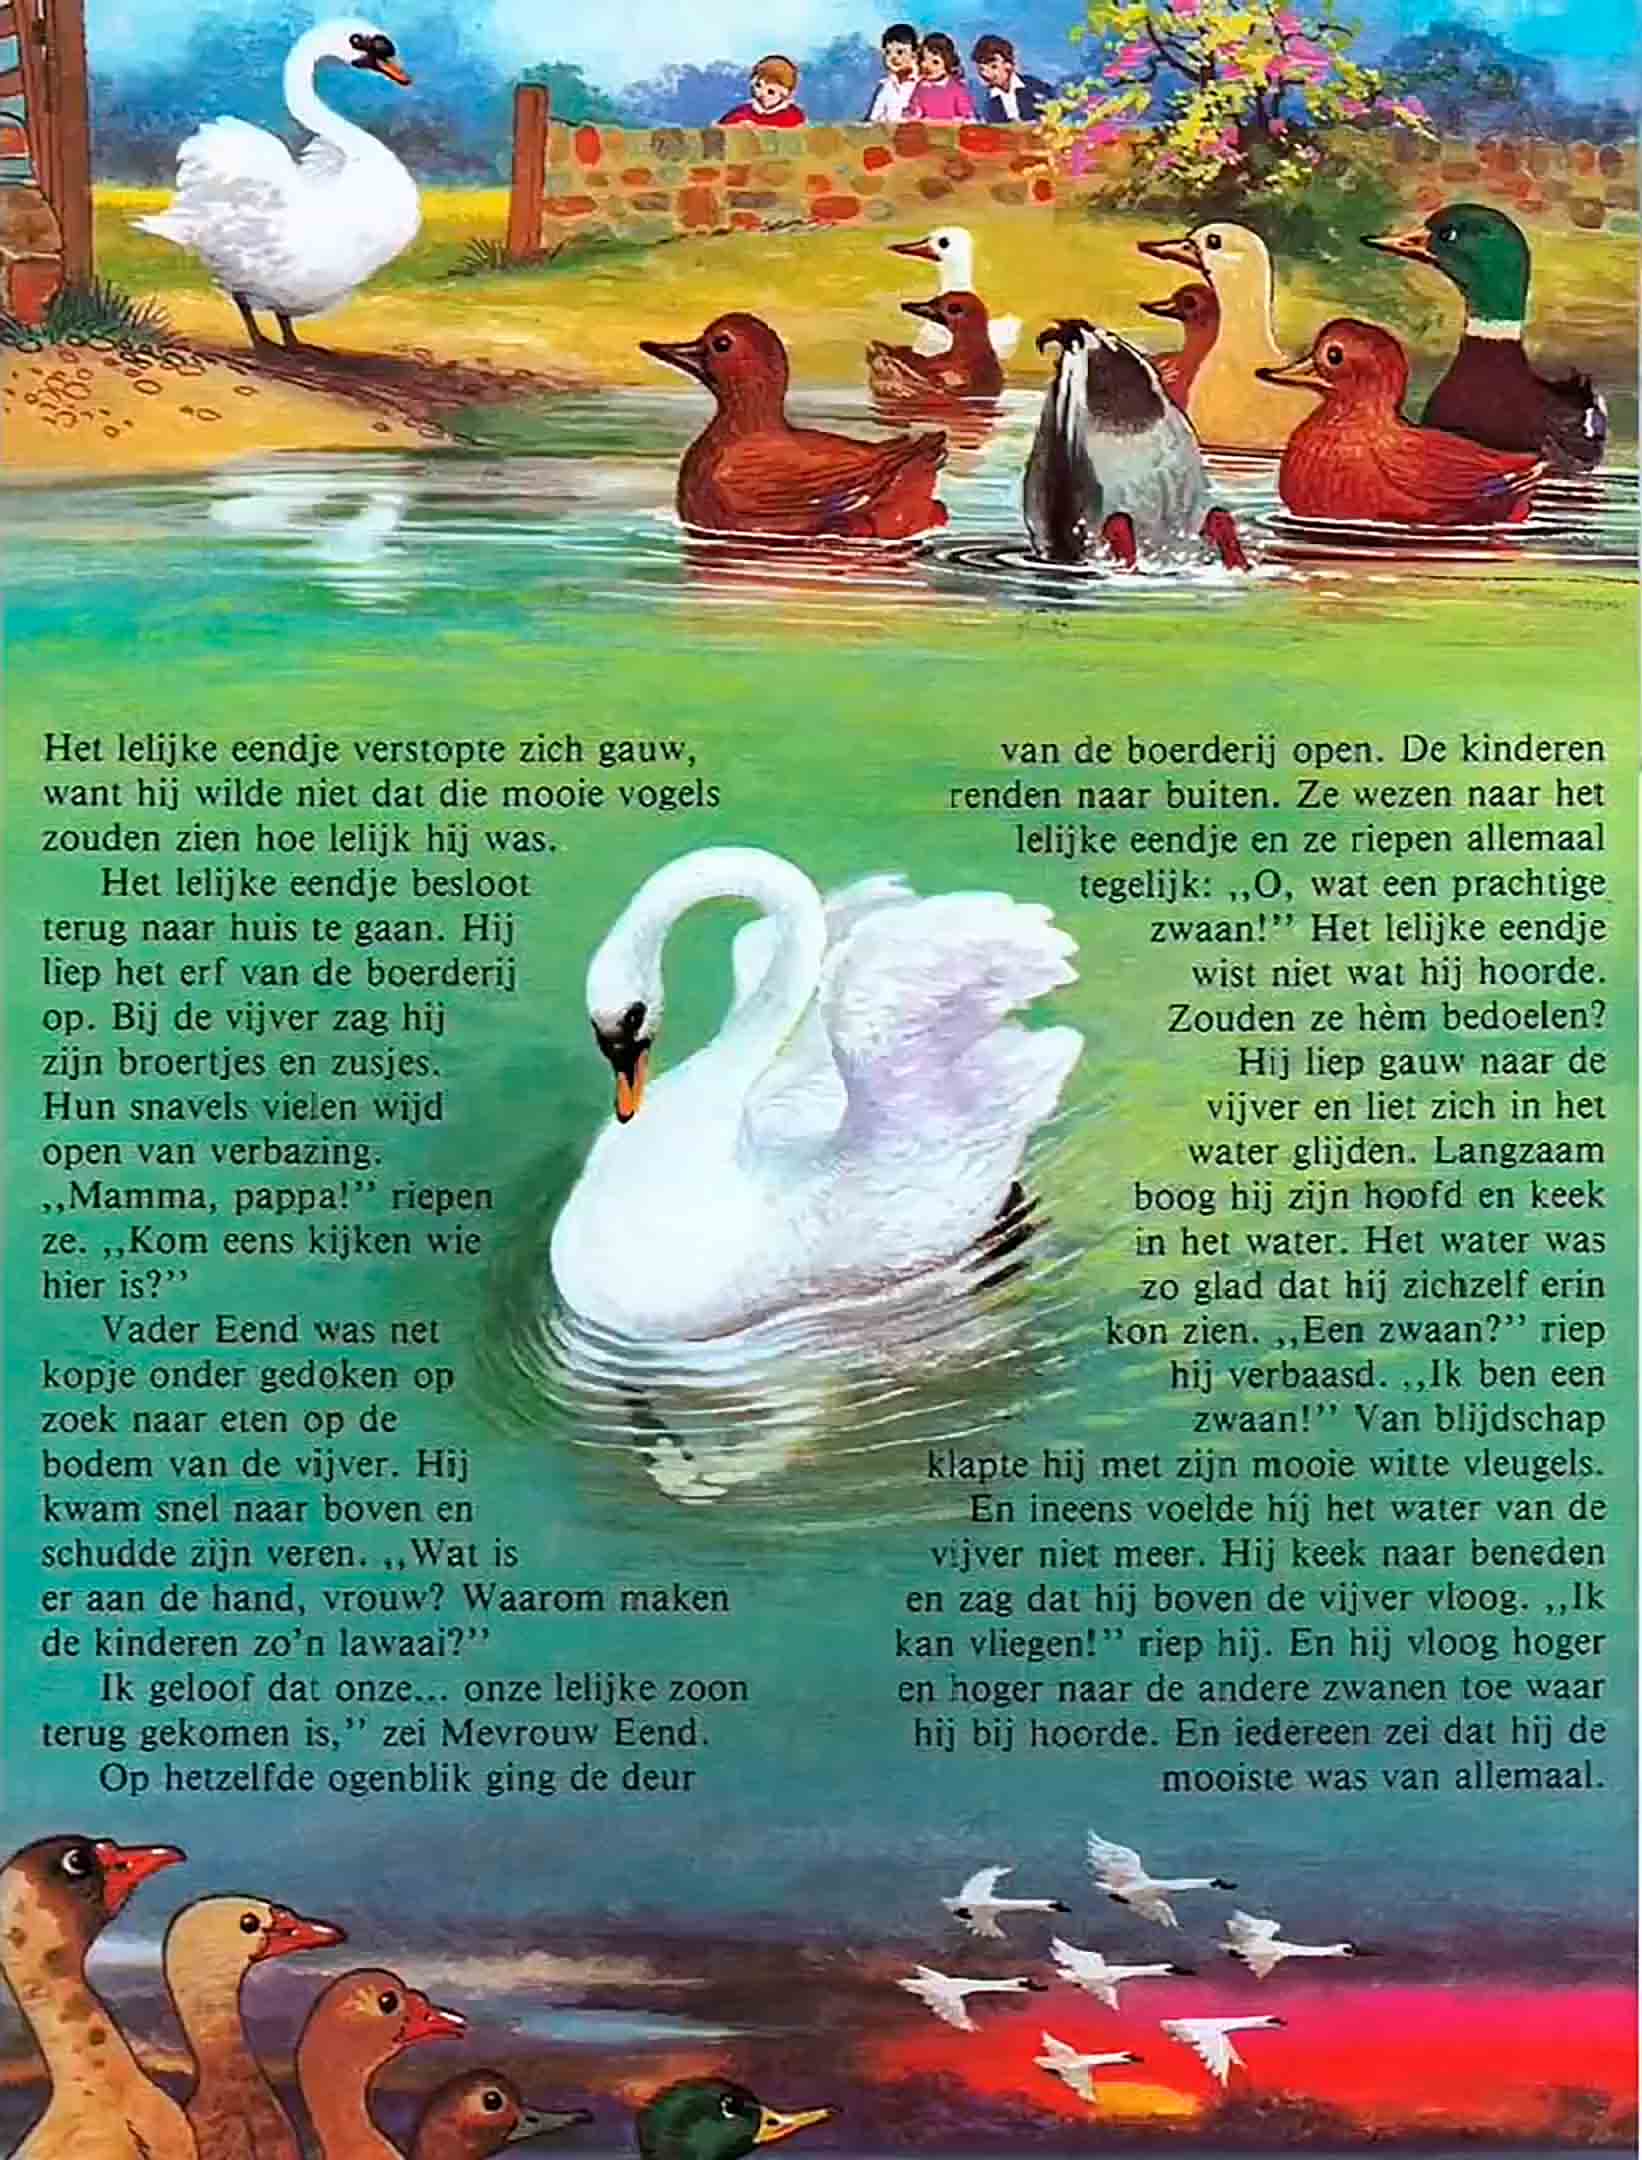 Het lelijke eendje verstopte zich gauw,
want hij wilde niet dat die mooie vogels
zouden zien hoe lelijk hij was.
Het lelijke eendje besloot
terug naar huis te gaan. Hij
liep het erf van de boerderij
op. Bij de vijver zag hij
zijn broertjes en zusjes.
Hun snavels vielen wijd
open van verbazing.
,,Mamma, pappa!” riepen
ze. ,,Kom eens kijken wie
hier is?”
Vader Eend was net
kopje onder gedoken op
zoek naar eten op de
bodem van de vijver. Hij
kwam snel naar boven en
schudde zijn veren. ,,Wat is
er aan de hand, vrouw? Waarom maken
de kinderen zo’n lawaai?”
Ik geloof dat onze... onze lelijke zoon
terug gekomen is,” zei Mevrouw Eend.
Op hetzelfde ogenblik ging de deur
van de boerderij open. De kinderen
renden naar buiten. Ze wezen naar het
lelijke eendje en ze riepen allemaal
tegelijk: ,,O, wat een prachtige
zwaan!” Het lelijke eendje
wist niet wat hij hoorde.
Zouden ze hèm bedoelen?
Hij liep gauw naar de
vijver en liet zich in het
water glijden. Langzaam
boog hij zijn hoofd en keek
in het water. Het water was
zo glad dat hij zichzelf erin
kon zien. ,,Een zwaan?” riep
hij verbaasd. ,,Ik ben een
zwaan!” Van blijdschap
klapte hij met zijn mooie witte vleugels.
En ineens voelde hij het water van de
vijver niet meer. Hij keek naar beneden
en zag dat hij boven de vijver vloog. ,,Ik
kan vliegen!” riep hij. En hij vloog hoger
en hoger naar de andere zwanen toe waar
hij bij hoorde. En iedereen zei dat hij de
mooiste was van allemaal.